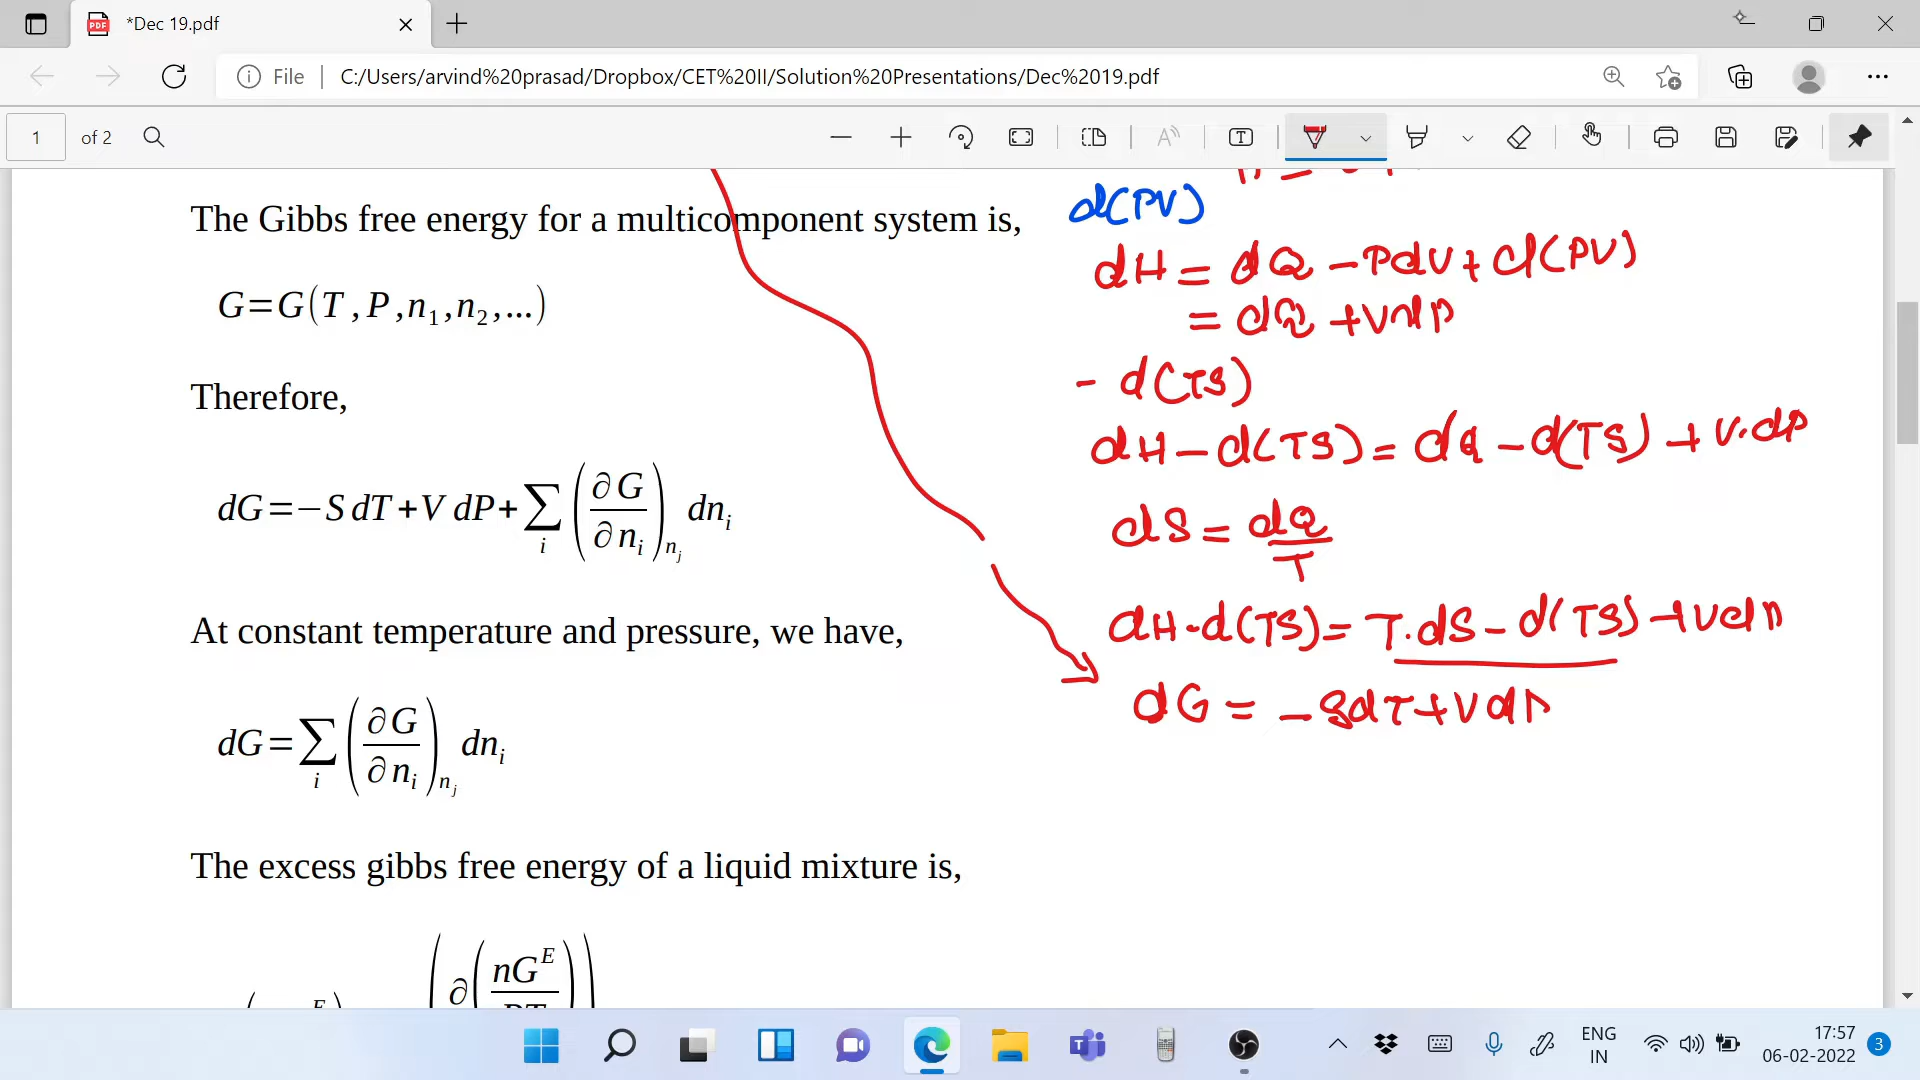 *Dec 19.pdf
File C:/Users/arvind%20prasad/Dropbox/CET%20II/Solution%20Presentations/Dec%2019.pdf
1 of 2
The Gibbs free energy for a multicomponent system is,
G=G(T,P,n₁,n₂,...)
Therefore,
dG=−S dT+V dP+∑ᵢ(∂G/∂nᵢ)_nⱼ dnᵢ
At constant temperature and pressure, we have,
dG=∑ᵢ(∂G/∂nᵢ)_nⱼ dnᵢ
The excess gibbs free energy of a liquid mixture is,
∂(nG^E
d(PV)
dH = dQ - PdV + d(PV)
= dQ + VdP
- d(TS)
dH - d(TS) = dQ - d(TS) + V.dP
dS = dQ/T
dH - d(TS) = T.dS - d(TS) + VdP
dG = -SdT + VdP
ENG
IN
17:57
06-02-2022
3